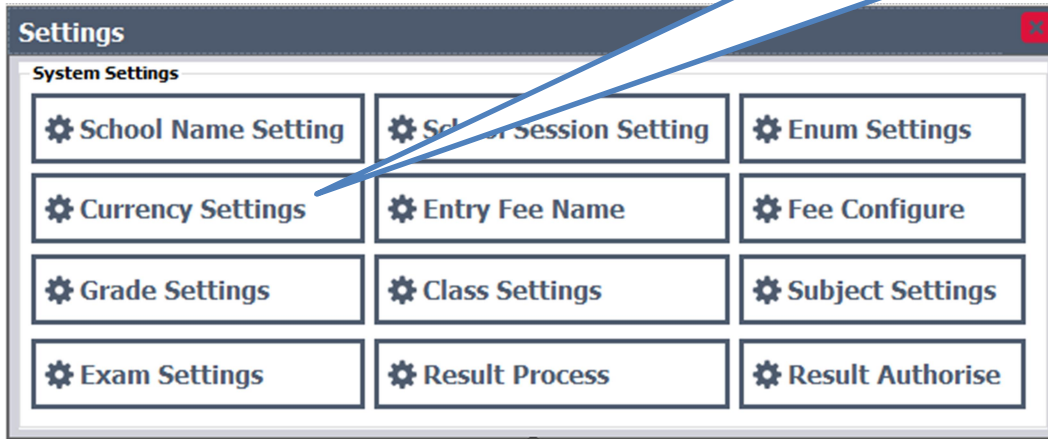 Settings
System Settings
School Name Setting
School Session Setting
Enum Settings
Currency Settings
Entry Fee Name
Fee Configure
Grade Settings
Class Settings
Subject Settings
Exam Settings
Result Process
Result Authorise